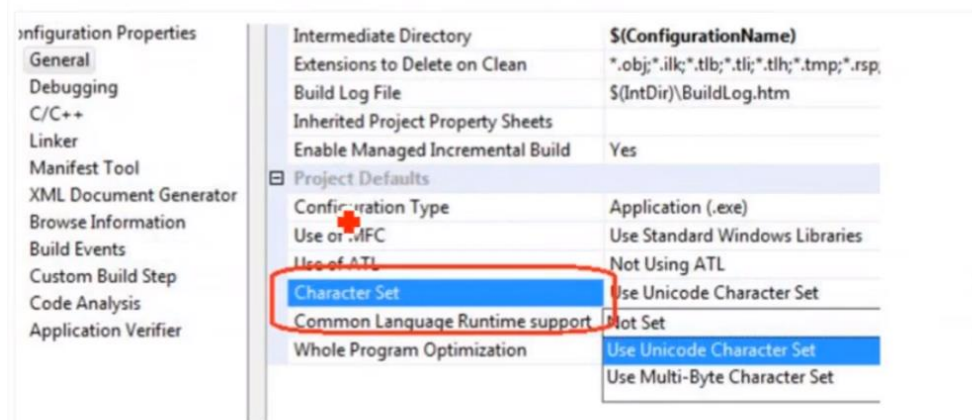 onfiguration Properties
General
Debugging
C/C++
Linker
Manifest Tool
XML Document Generator
Browse Information
Build Events
Custom Build Step
Code Analysis
Application Verifier
Intermediate Directory $(ConfigurationName)
Extensions to Delete on Clean *.obj;*.ilk;*.tlb;*.tli;*.tlh;*.tmp;*.rsp;
Build Log File $(IntDir)\BuildLog.htm
Inherited Project Property Sheets
Enable Managed Incremental Build Yes
Project Defaults
Configuration Type Application (.exe)
Use of MFC Use Standard Windows Libraries
Use of ATL Not Using ATL
Character Set Use Unicode Character Set
Common Language Runtime support Not Set
Whole Program Optimization Use Unicode Character Set
Use Multi-Byte Character Set